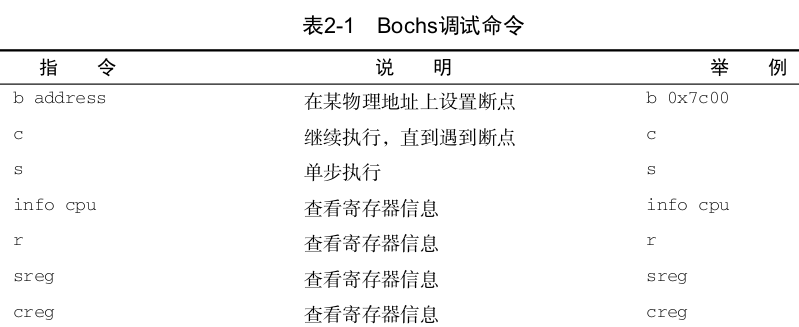 表2-1 Bochs调试命令
指 令 说 明 举 例
b address 在某物理地址上设置断点 b 0x7c00
c 继续执行，直到遇到断点 c
s 单步执行 s
info cpu 查看寄存器信息 info cpu
r 查看寄存器信息 r
sreg 查看寄存器信息 sreg
creg 查看寄存器信息 creg